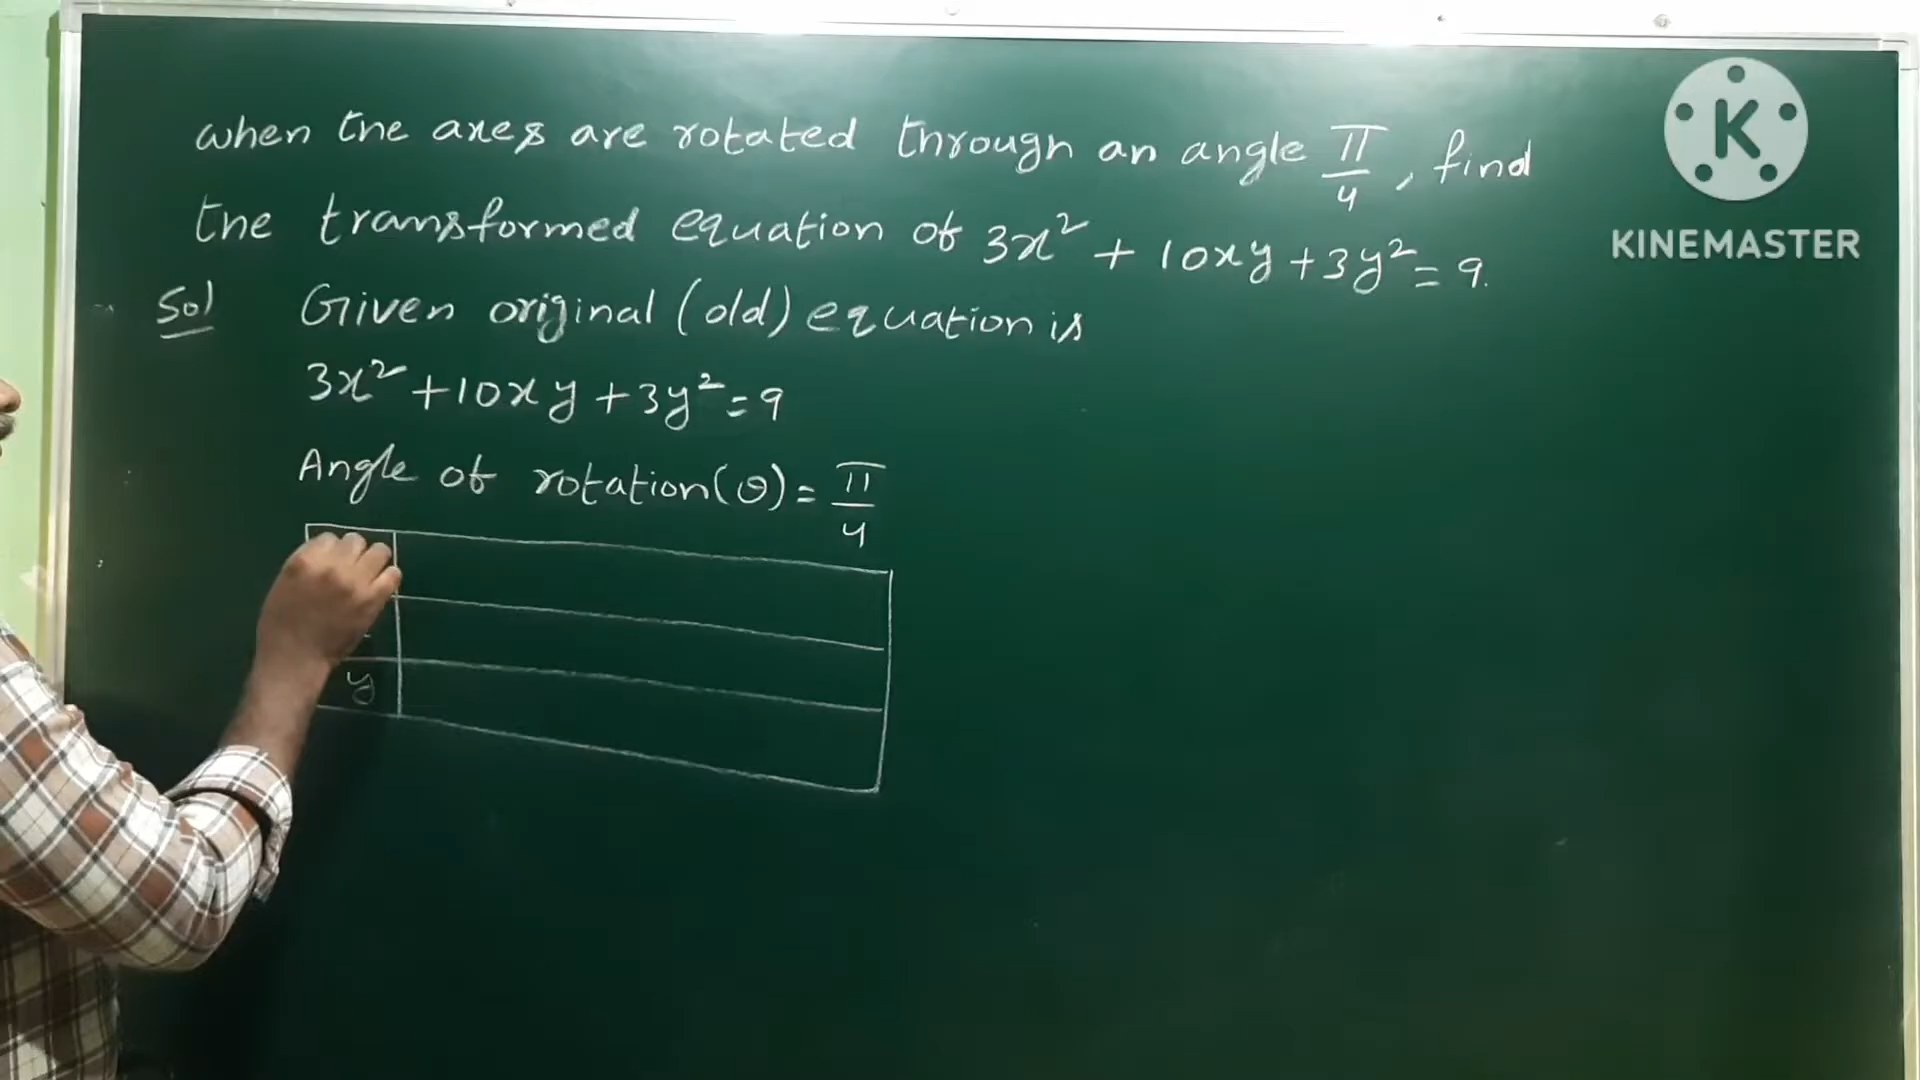 when the axes are rotated through an angle π/4, find
the transformed equation of 3x² + 10xy + 3y² = 9.
Sol Given original (old) equation is
3x² + 10xy + 3y² = 9
Angle of rotation(θ) = π/4
y
K
KINEMASTER